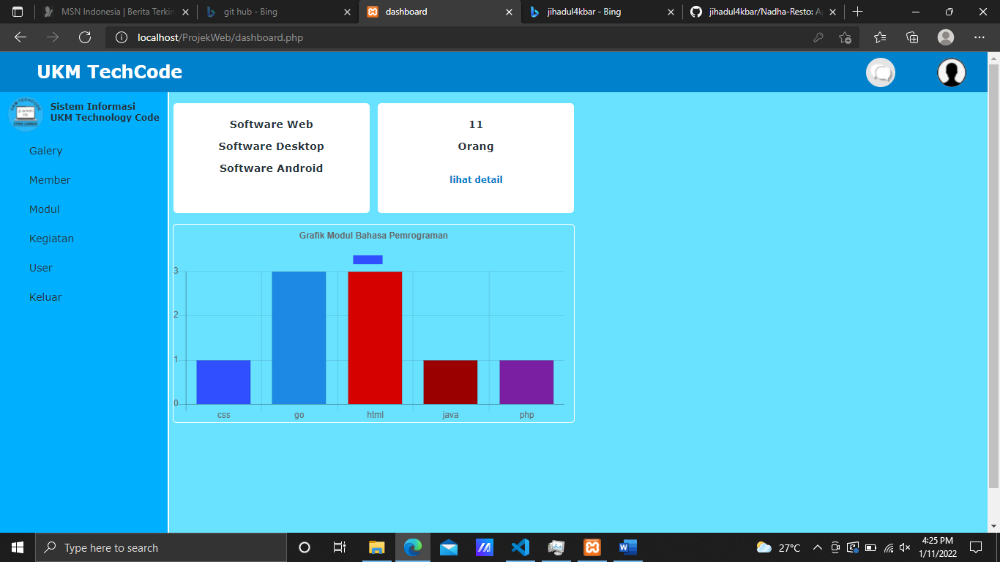 MSN Indonesia | Berita Terkin
git hub - Bing
dashboard
jihadul4kbar - Bing
jihadul4kbar/Nadha-Resto: Ap
localhost/ProjekWeb/dashboard.php
UKM TechCode
Sistem Informasi
UKM Technology Code
Galery
Member
Modul
Kegiatan
User
Keluar
Software Web
Software Desktop
Software Android
11
Orang
lihat detail
Grafik Modul Bahasa Pemrograman
3
2
1
0
css
go
html
java
php
Type here to search
27°C
4:25 PM
1/11/2022